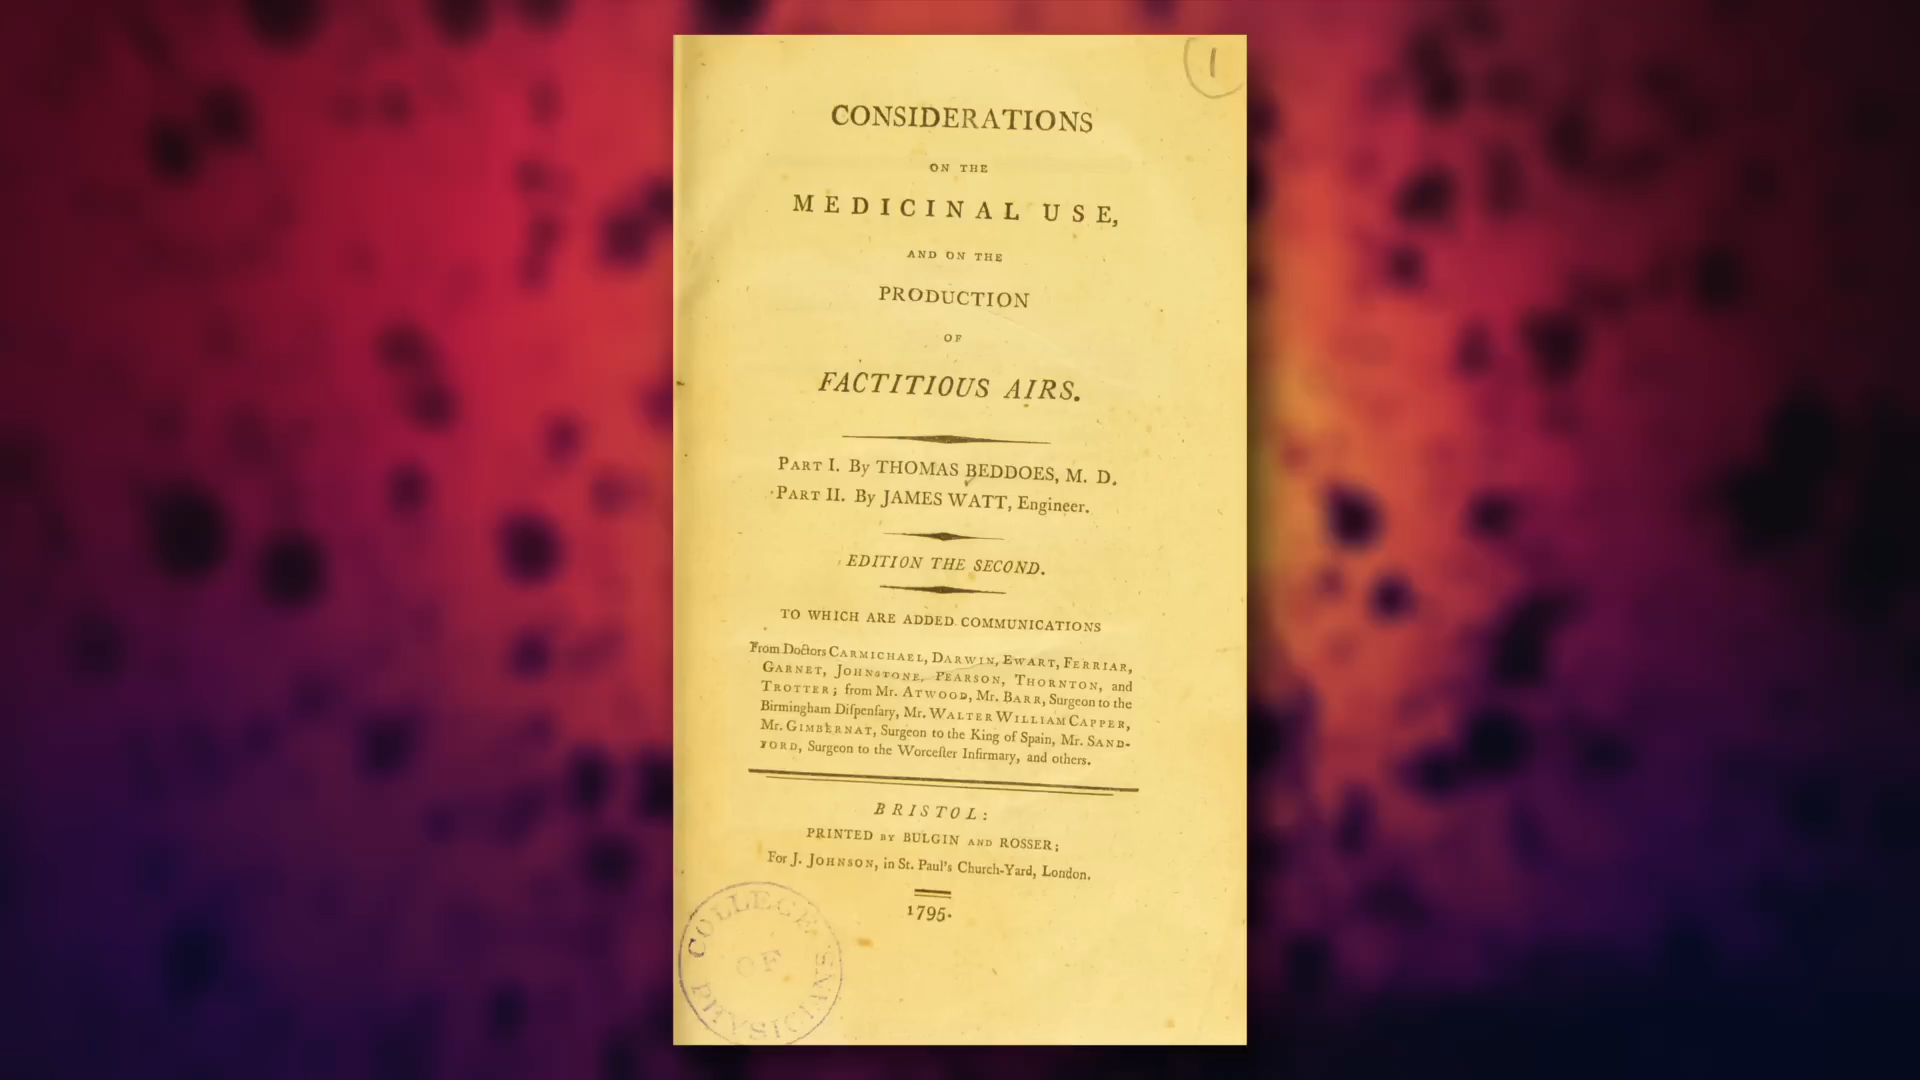 1
CONSIDERATIONS
ON THE
MEDICINAL USE,
AND ON THE
PRODUCTION
OF
FACTITIOUS AIRS.
PART I. By THOMAS BEDDOES, M. D.
PART II. By JAMES WATT, Engineer.
EDITION THE SECOND.
TO WHICH ARE ADDED COMMUNICATIONS
From Doctors CARMICHAEL, DARWIN, EWART, FERRIAR,
GARNET, JOHNSTONE, PEARSON, THORNTON, and
TROTTER; from Mr. ATWOOD, Mr. BARR, Surgeon to the
Birmingham Diſpenſary, Mr. WALTER WILLIAM CAPPER,
Mr. GIMBERNAT, Surgeon to the King of Spain, Mr. SAND-
FORD, Surgeon to the Worceſter Infirmary, and others.
BRISTOL:
PRINTED BY BULGIN AND ROSSER;
For J. JOHNSON, in St. Paul's Church-Yard, London.
1795.
COLLEGE
OF
PHYSICIANS